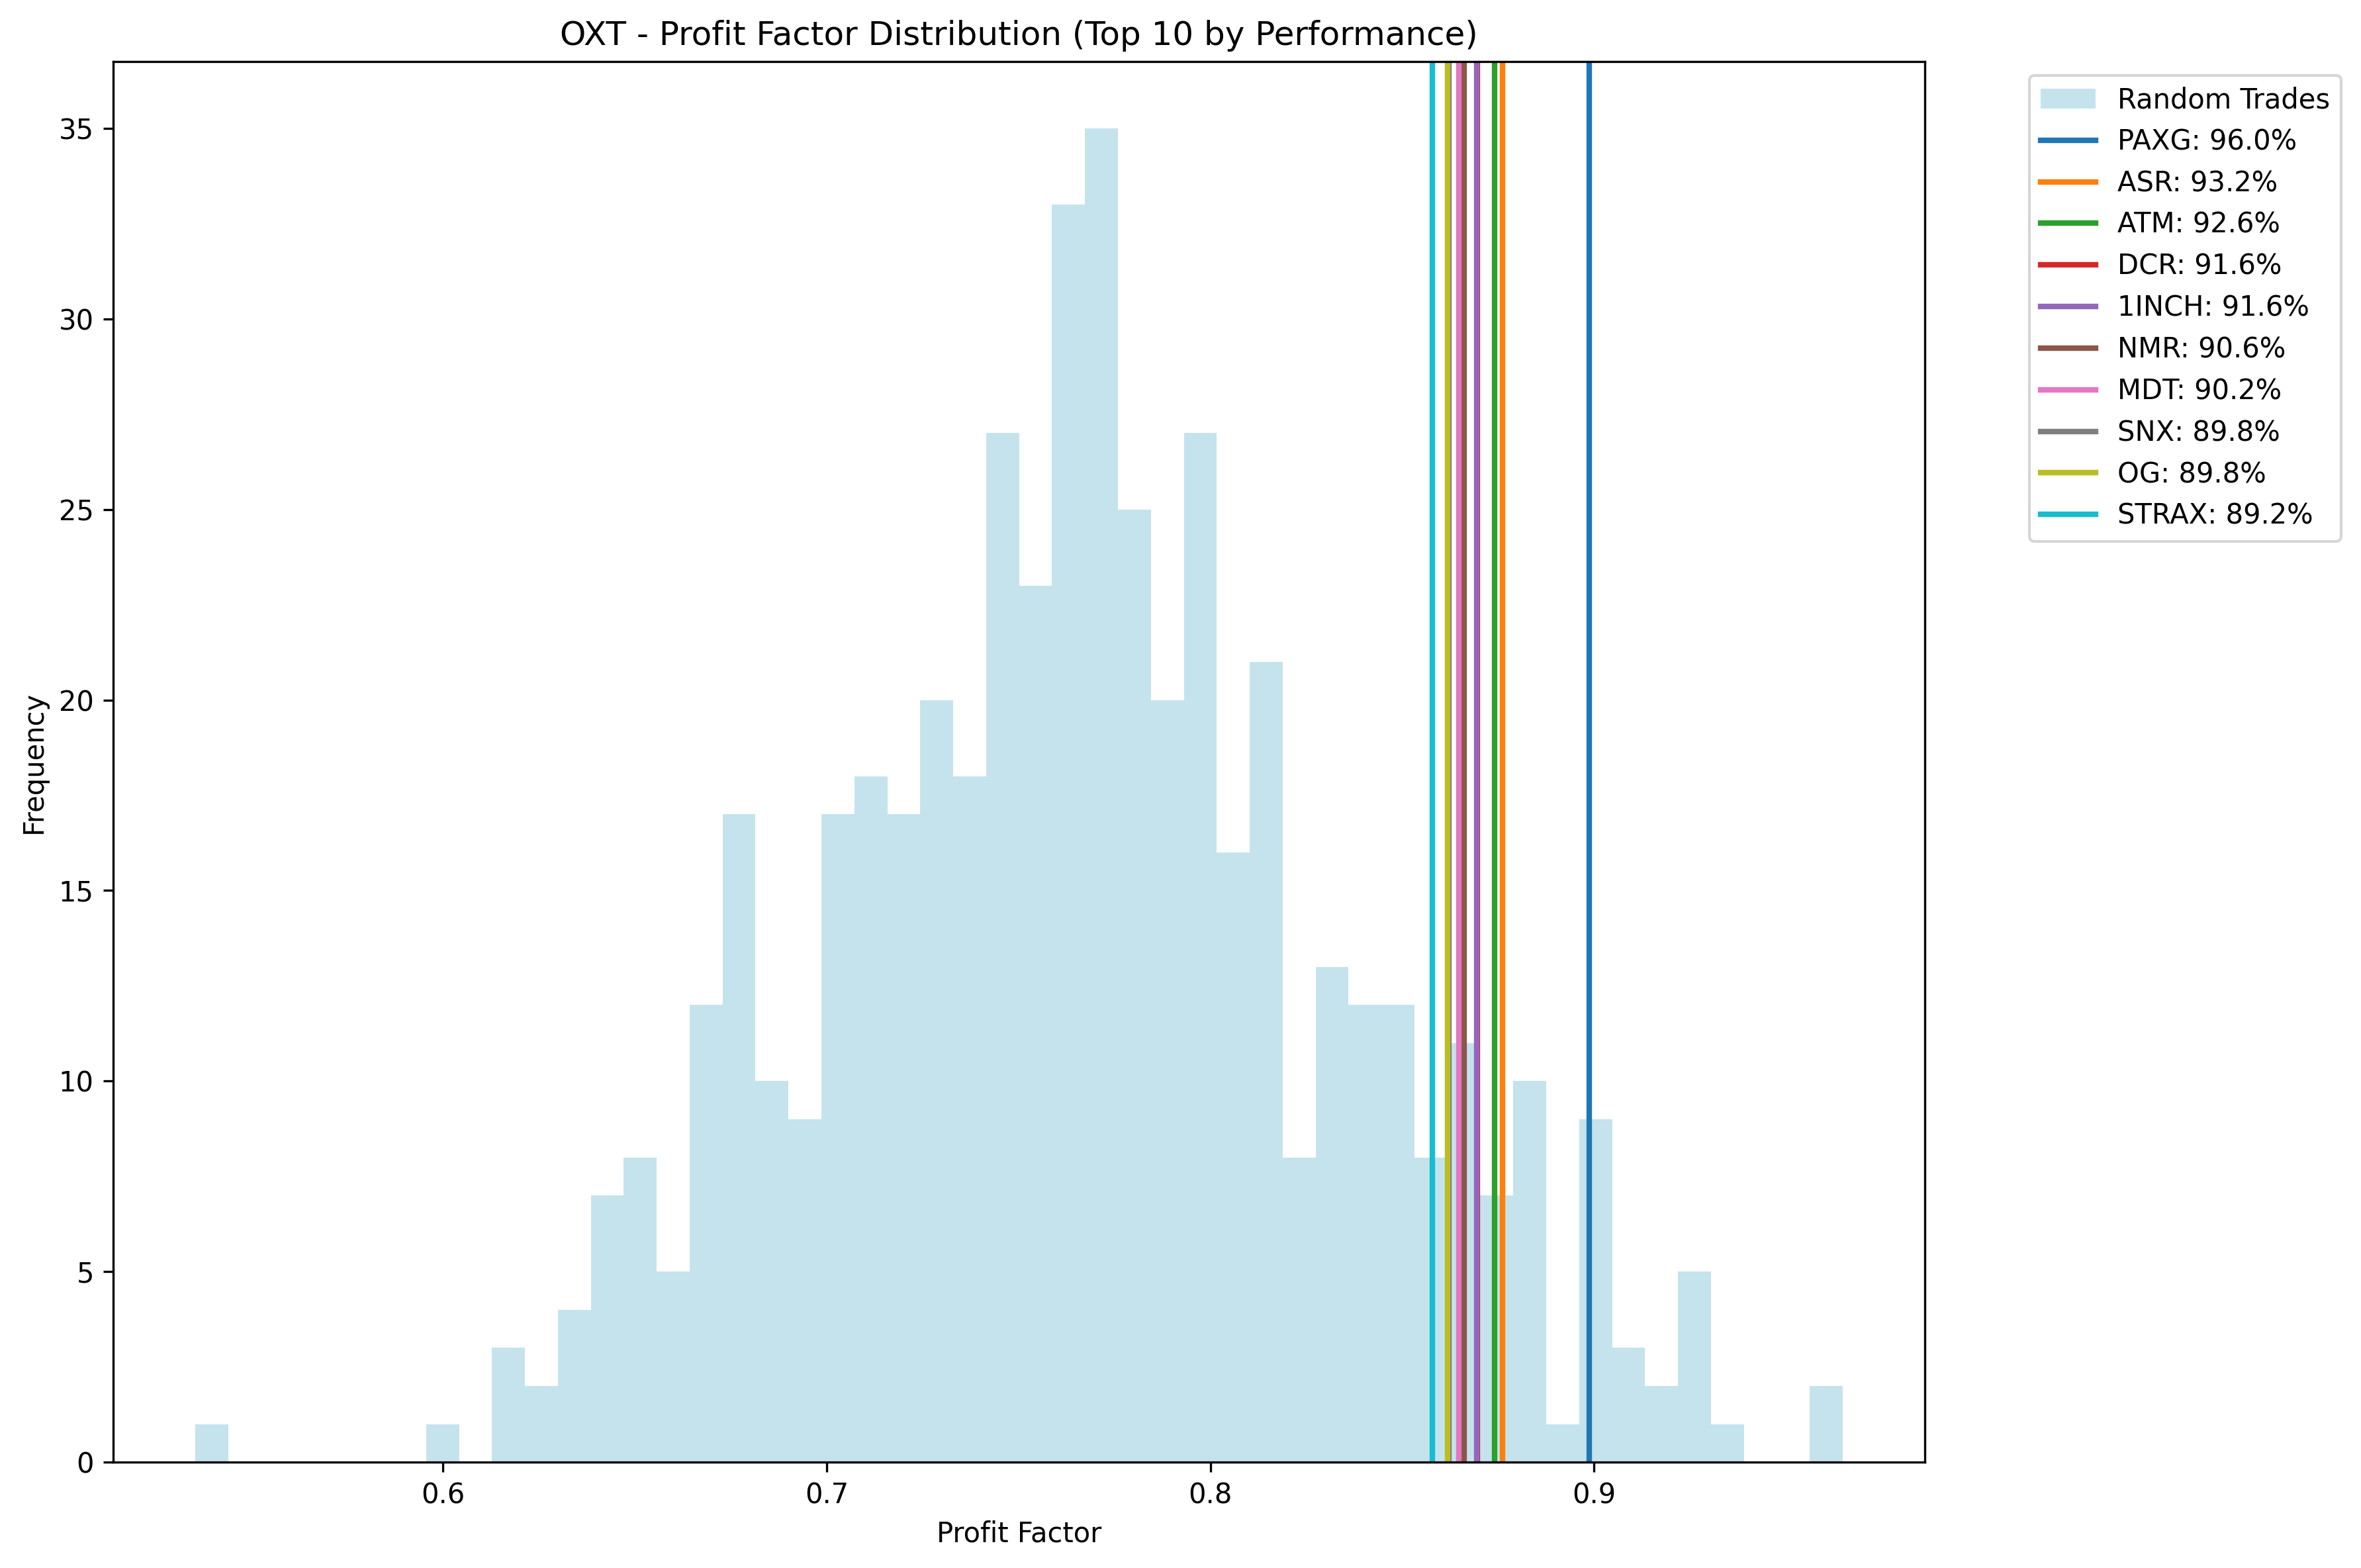 OXT - Profit Factor Distribution (Top 10 by Performance)
Random Trades
PAXG: 96.0%
ASR: 93.2%
ATM: 92.6%
DCR: 91.6%
1INCH: 91.6%
NMR: 90.6%
MDT: 90.2%
SNX: 89.8%
OG: 89.8%
STRAX: 89.2%
Frequency
35
30
25
20
15
10
5
0
0.6 0.7 0.8 0.9
Profit Factor